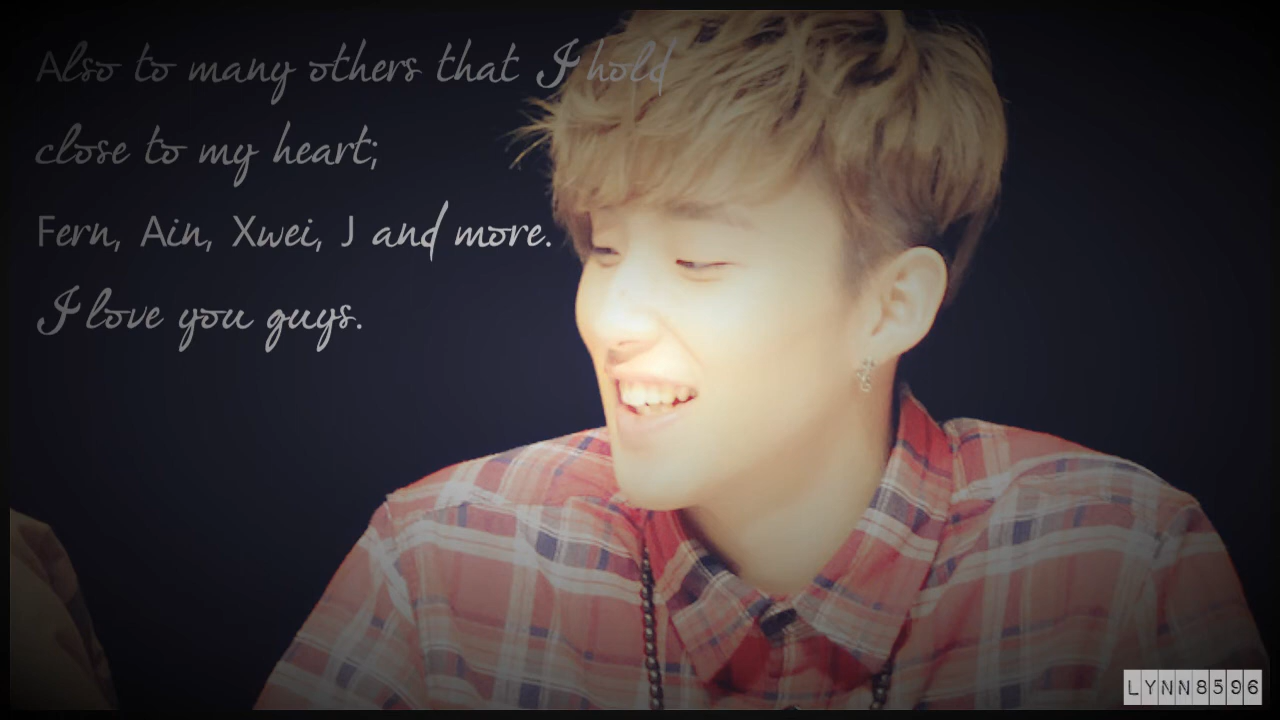 Also to many others that I hold
close to my heart;
Fern, Ain, Xwei, J and more.
I love you guys.
LYNN8596